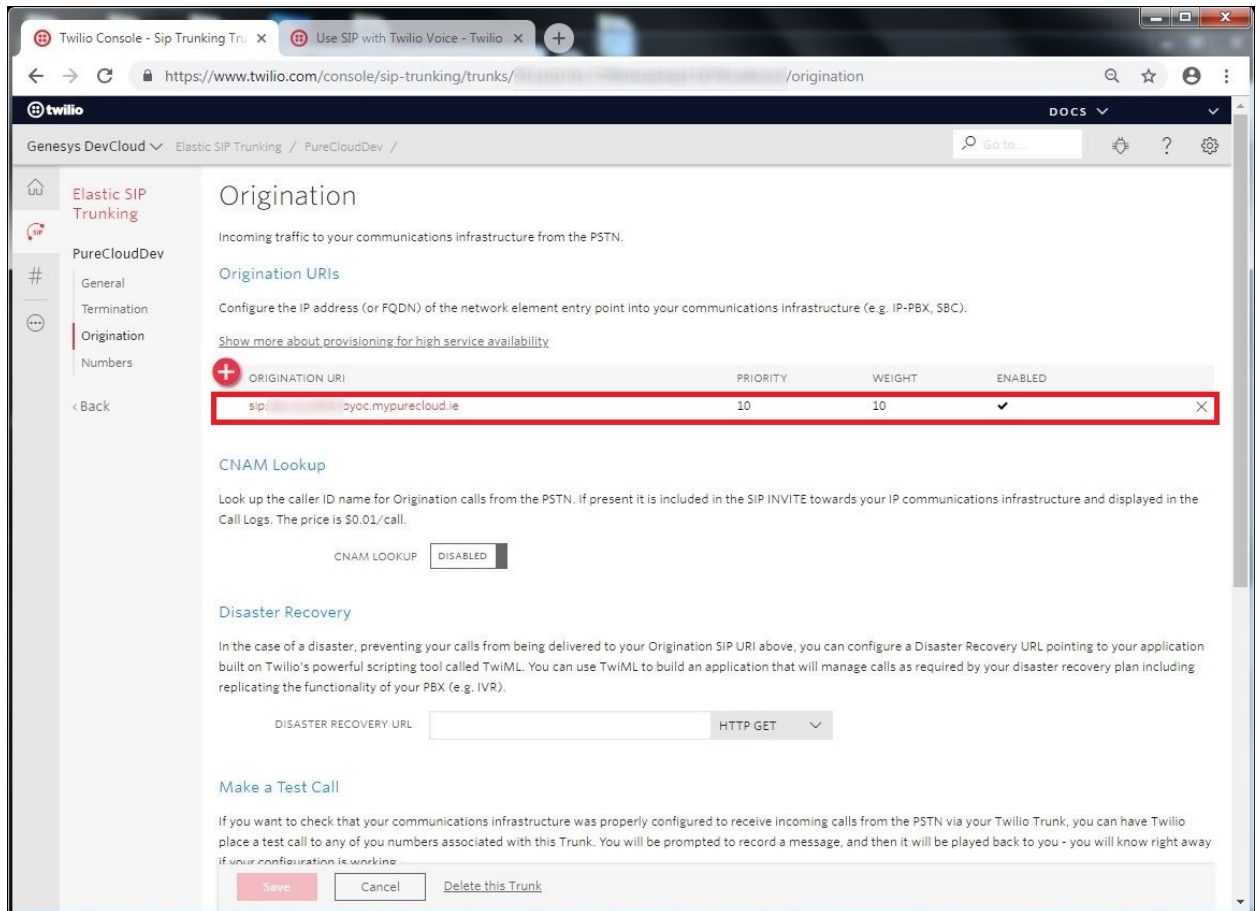 Twilio Console - Sip Trunking Tru
Use SIP with Twilio Voice - Twilio
https://www.twilio.com/console/sip-trunking/trunks/ /origination
twilio
DOCS
Genesys DevCloud Elastic SIP Trunking / PureCloudDev /
Go to...
?
Elastic SIP
Trunking
SIP
PureCloudDev
#
General
Termination
Origination
Numbers
‹ Back
Origination
Incoming traffic to your communications infrastructure from the PSTN.
Origination URIs
Configure the IP address (or FQDN) of the network element entry point into your communications infrastructure (e.g. IP-PBX, SBC).
Show more about provisioning for high service availability
ORIGINATION URI PRIORITY WEIGHT ENABLED
sip: byoc.mypurecloud.ie 10 10 ✔
CNAM Lookup
Look up the caller ID name for Origination calls from the PSTN. If present it is included in the SIP INVITE towards your IP communications infrastructure and displayed in the
Call Logs. The price is $0.01/call.
CNAM LOOKUP DISABLED
Disaster Recovery
In the case of a disaster, preventing your calls from being delivered to your Origination SIP URI above, you can configure a Disaster Recovery URL pointing to your application
built on Twilio's powerful scripting tool called TwiML. You can use TwiML to build an application that will manage calls as required by your disaster recovery plan including
replicating the functionality of your PBX (e.g. IVR).
DISASTER RECOVERY URL HTTP GET
Make a Test Call
If you want to check that your communications infrastructure was properly configured to receive incoming calls from the PSTN via your Twilio Trunk, you can have Twilio
place a test call to any of you numbers associated with this Trunk. You will be prompted to record a message, and then it will be played back to you - you will know right away
if your configuration is working
Save Cancel Delete this Trunk